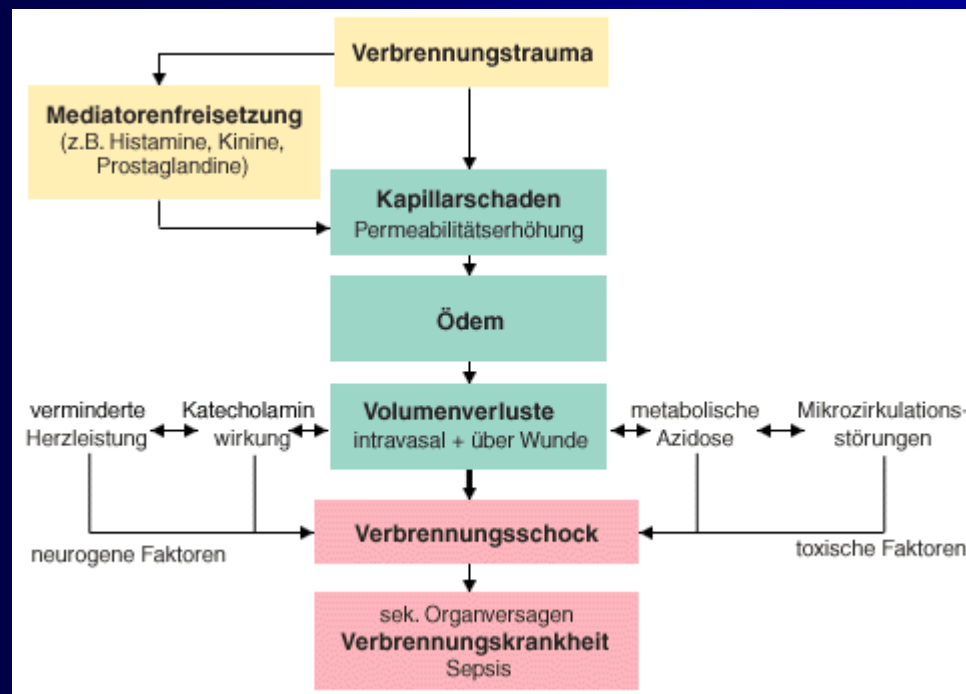 Verbrennungstrauma
Mediatorenfreisetzung
(z.B. Histamine, Kinine,
Prostaglandine)
Kapillarschaden
Permeabilitätserhöhung
Ödem
verminderte
Herzleistung
Katecholamin
wirkung
Volumenverluste
intravasal + über Wunde
metabolische
Azidose
Mikrozirkulations-
störungen
neurogene Faktoren
Verbrennungsschock
toxische Faktoren
sek. Organversagen
Verbrennungskrankheit
Sepsis